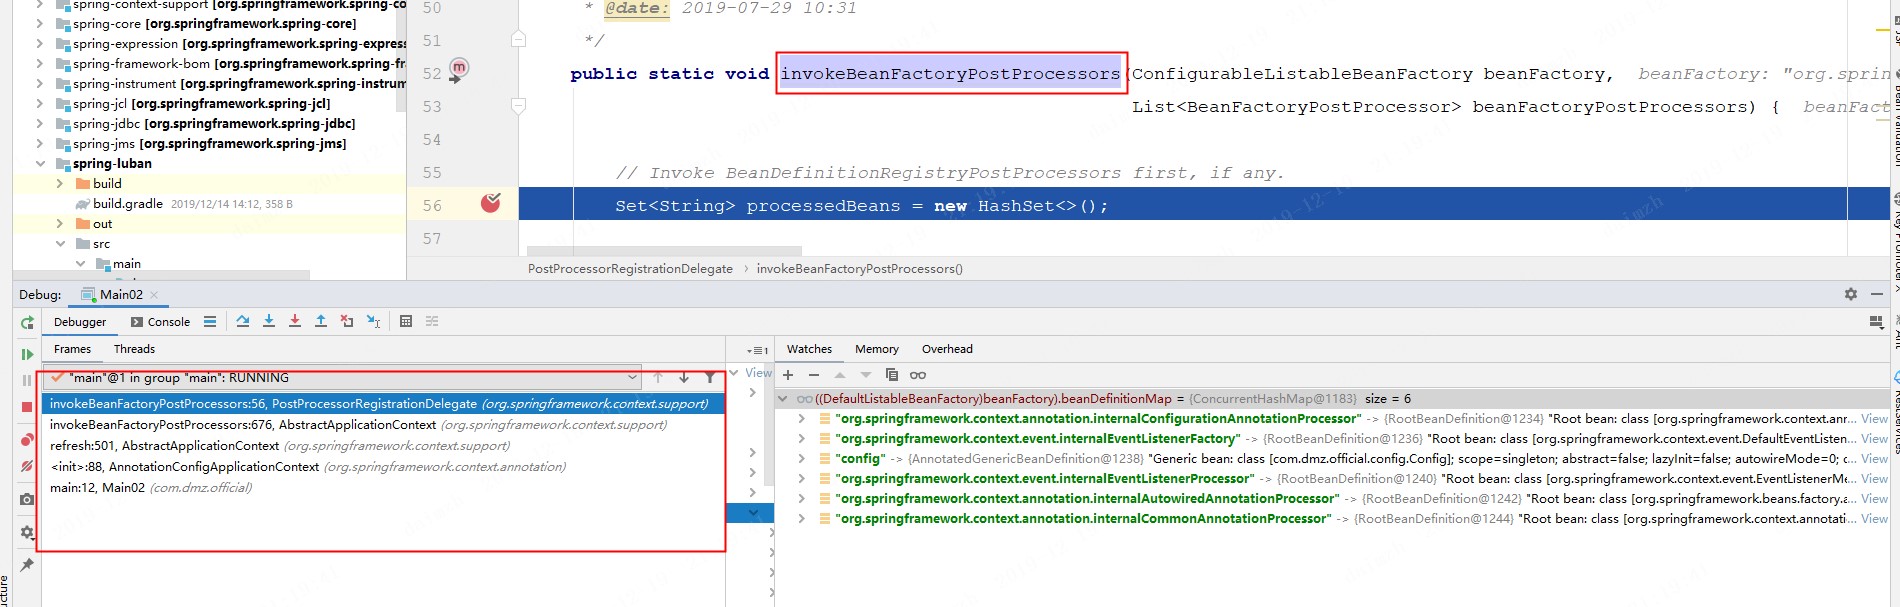 spring-context-support [org.springframework.spring-co
spring-core [org.springframework.spring-core]
spring-expression [org.springframework.spring-expres
spring-framework-bom [org.springframework.spring-fr
spring-instrument [org.springframework.spring-instrum
spring-jcl [org.springframework.spring-jcl]
spring-jdbc [org.springframework.spring-jdbc]
spring-jms [org.springframework.spring-jms]
spring-luban
build
build.gradle 2019/12/14 14:12, 358 B
out
src
main
50 * @date: 2019-07-29 10:31
51 */
52 public static void invokeBeanFactoryPostProcessors(ConfigurableListableBeanFactory beanFactory, beanFactory: "org.sprin
53 List<BeanFactoryPostProcessor> beanFactoryPostProcessors) { beanFact
54
55 // Invoke BeanDefinitionRegistryPostProcessors first, if any.
56 Set<String> processedBeans = new HashSet<>();
57
PostProcessorRegistrationDelegate › invokeBeanFactoryPostProcessors()
Debug: Main02
Debugger Console
Frames Threads
"main"@1 in group "main": RUNNING
invokeBeanFactoryPostProcessors:56, PostProcessorRegistrationDelegate (org.springframework.context.support)
invokeBeanFactoryPostProcessors:676, AbstractApplicationContext (org.springframework.context.support)
refresh:501, AbstractApplicationContext (org.springframework.context.support)
<init>:88, AnnotationConfigApplicationContext (org.springframework.context.annotation)
main:12, Main02 (com.dmz.official)
View
Watches Memory Overhead
((DefaultListableBeanFactory)beanFactory).beanDefinitionMap = {ConcurrentHashMap@1183} size = 6
"org.springframework.context.annotation.internalConfigurationAnnotationProcessor" -> {RootBeanDefinition@1234} "Root bean: class [org.springframework.context.ann... View
"org.springframework.context.event.internalEventListenerFactory" -> {RootBeanDefinition@1236} "Root bean: class [org.springframework.context.event.DefaultEventListen... View
"config" -> {AnnotatedGenericBeanDefinition@1238} "Generic bean: class [com.dmz.official.config.Config]; scope=singleton; abstract=false; lazyInit=false; autowireMode=0; c... View
"org.springframework.context.event.internalEventListenerProcessor" -> {RootBeanDefinition@1240} "Root bean: class [org.springframework.context.event.EventListenerMe... View
"org.springframework.context.annotation.internalAutowiredAnnotationProcessor" -> {RootBeanDefinition@1242} "Root bean: class [org.springframework.beans.factory.a... View
"org.springframework.context.annotation.internalCommonAnnotationProcessor" -> {RootBeanDefinition@1244} "Root bean: class [org.springframework.context.annotati... View
ucture